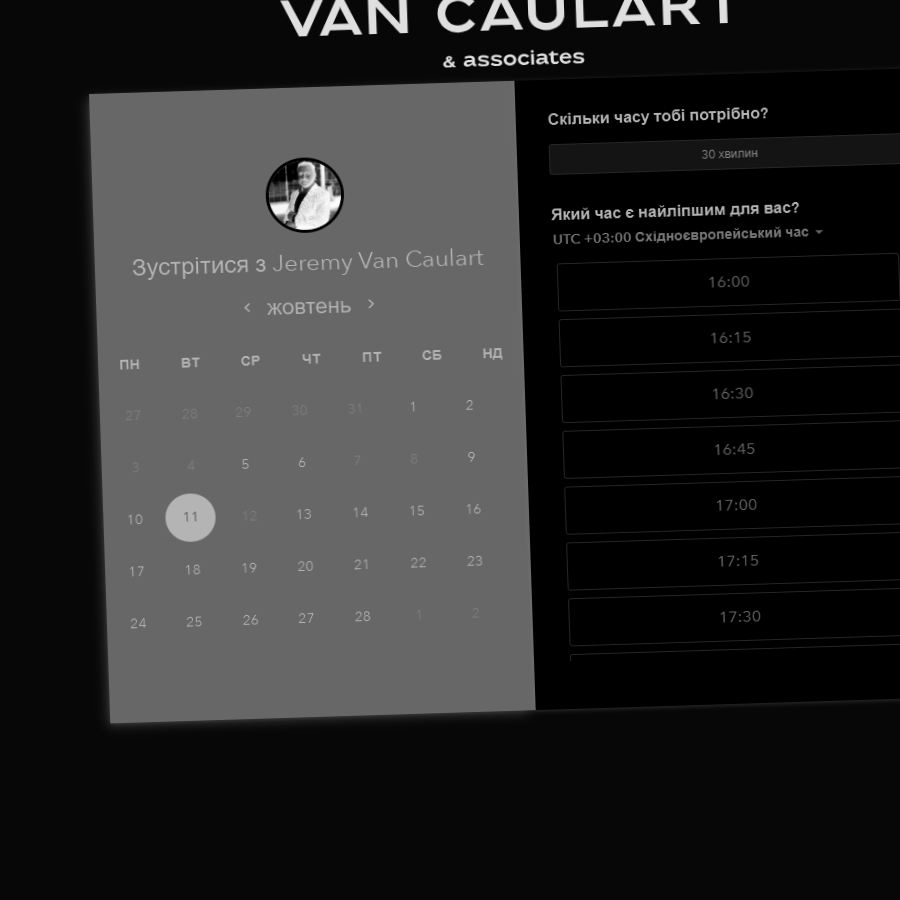 VAN CAULART
& associates
Зустрітися з Jeremy Van Caulart
жовтень
ПН ВТ СР ЧТ ПТ СБ НД
27 28 29 30 31 1 2
3 4 5 6 7 8 9
10 11 12 13 14 15 16
17 18 19 20 21 22 23
24 25 26 27 28 1 2
Скільки часу тобі потрібно?
30 хвилин
Який час є найліпшим для вас?
UTC +03:00 Східноєвропейський час
16:00
16:15
16:30
16:45
17:00
17:15
17:30